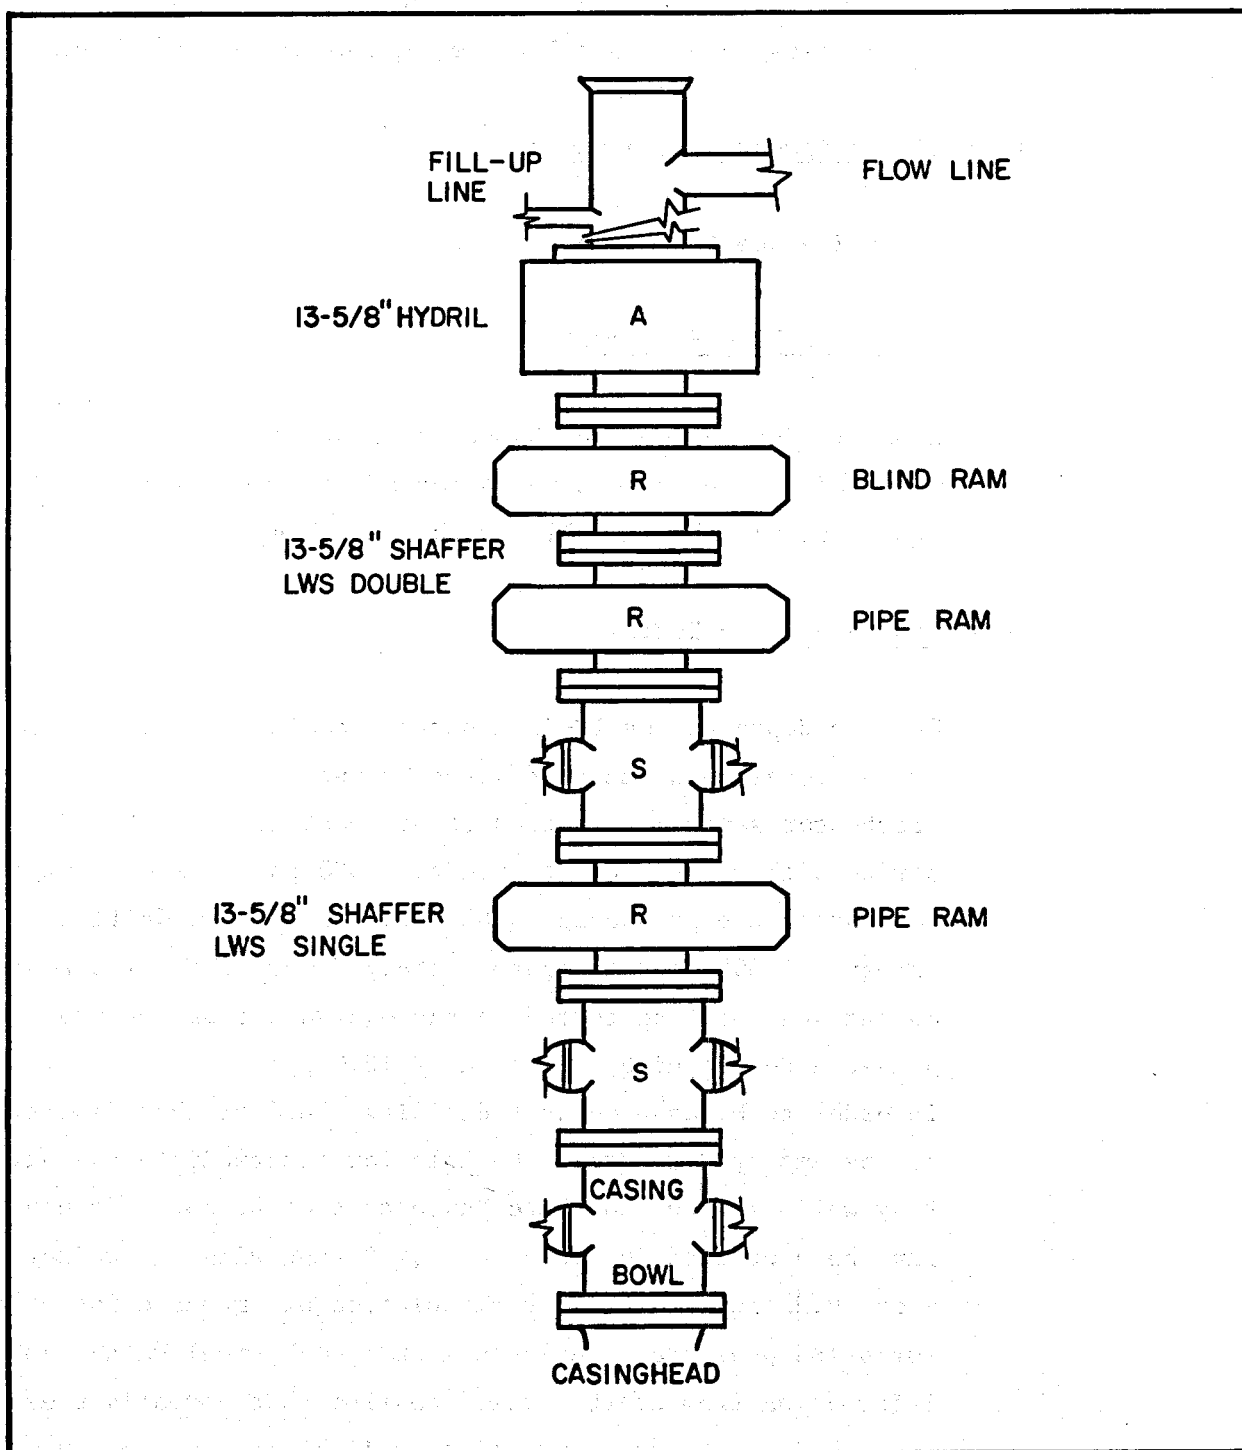 FILL-UP
LINE
FLOW LINE
13-5/8" HYDRIL
A
R
BLIND RAM
13-5/8" SHAFFER
LWS DOUBLE
R
PIPE RAM
S
13-5/8" SHAFFER
LWS SINGLE
R
PIPE RAM
S
CASING
BOWL
CASINGHEAD